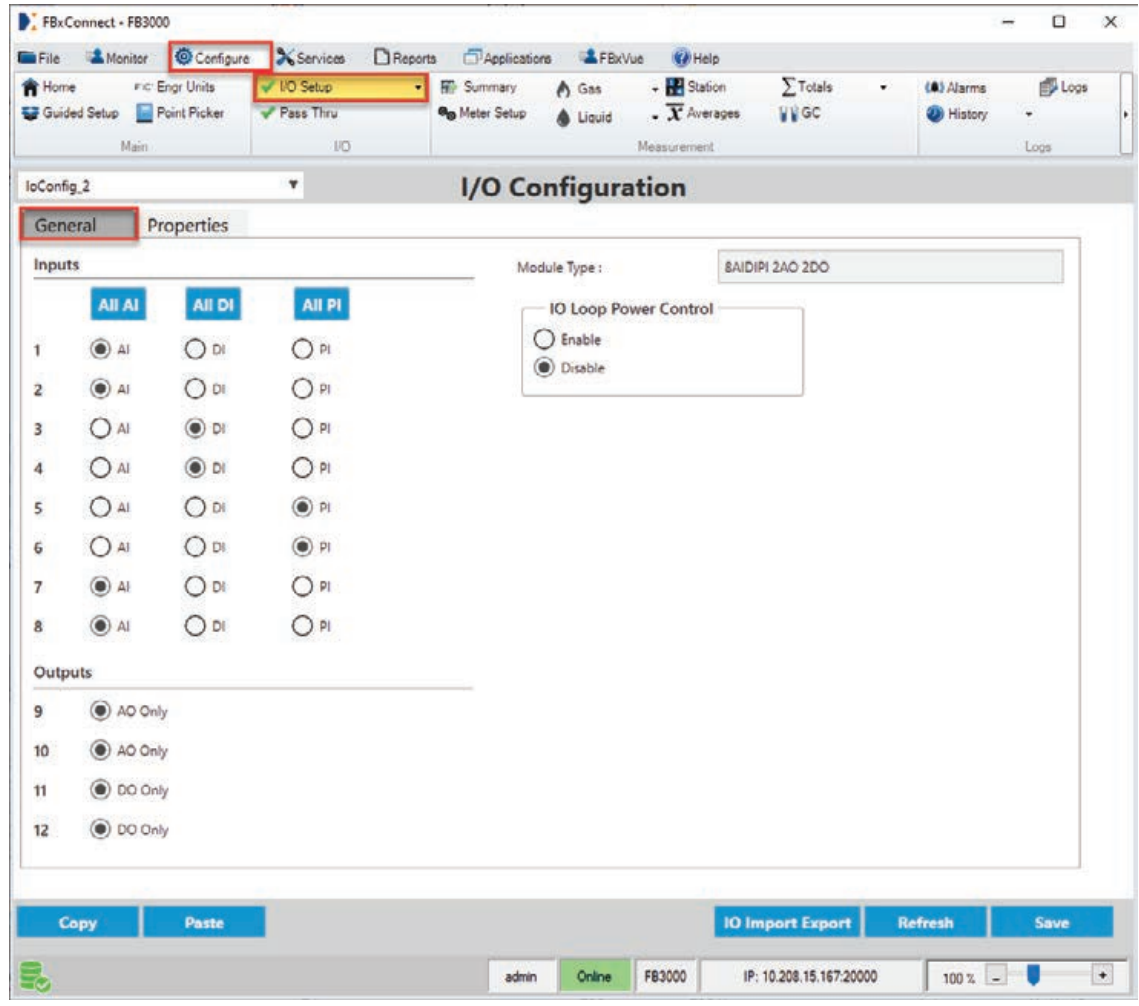 FBxConnect - FB3000
File Monitor Configure Services Reports Applications FBxVue Help
Home Engr Units I/O Setup Summary Gas Station Totals Alarms Logs
Guided Setup Point Picker Pass Thru Meter Setup Liquid Averages GC History
Main I/O Measurement Logs
IoConfig_2 I/O Configuration
General Properties
Inputs Module Type : 8AIDIPI 2AO 2DO
All AI All DI All PI IO Loop Power Control
1 AI DI PI Enable
2 AI DI PI Disable
3 AI DI PI
4 AI DI PI
5 AI DI PI
6 AI DI PI
7 AI DI PI
8 AI DI PI
Outputs
9 AO Only
10 AO Only
11 DO Only
12 DO Only
Copy Paste IO Import Export Refresh Save
admin Online FB3000 IP: 10.208.15.167:20000 100 % - +